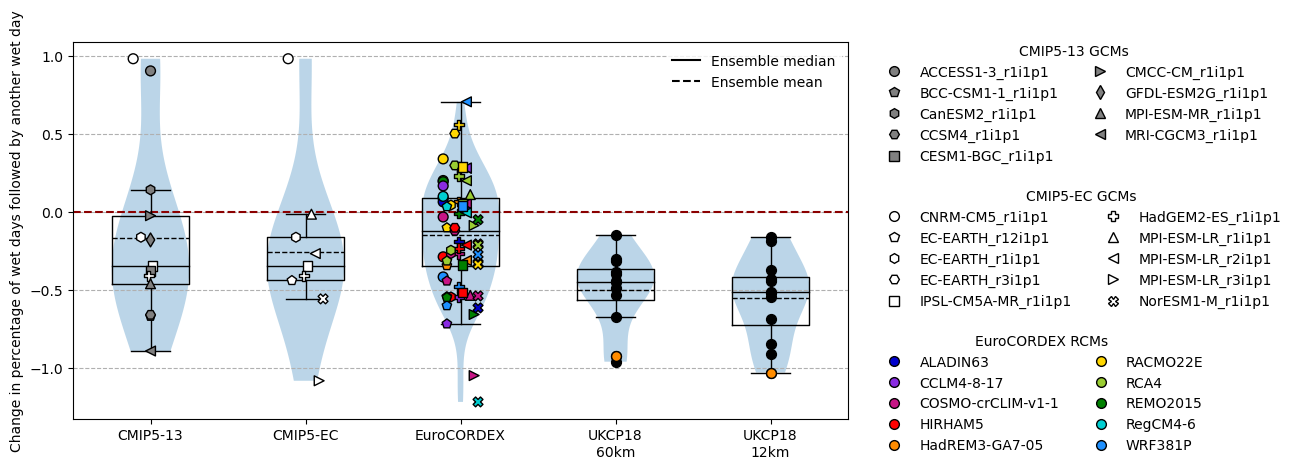 Change in percentage of wet days followed by another wet day
1.0
0.5
0.0
−0.5
−1.0
Ensemble median
Ensemble mean
CMIP5-13
CMIP5-EC
EuroCORDEX
UKCP18
60km
UKCP18
12km
CMIP5-13 GCMs
ACCESS1-3_r1i1p1
BCC-CSM1-1_r1i1p1
CanESM2_r1i1p1
CCSM4_r1i1p1
CESM1-BGC_r1i1p1
CMCC-CM_r1i1p1
GFDL-ESM2G_r1i1p1
MPI-ESM-MR_r1i1p1
MRI-CGCM3_r1i1p1
CMIP5-EC GCMs
CNRM-CM5_r1i1p1
EC-EARTH_r12i1p1
EC-EARTH_r1i1p1
EC-EARTH_r3i1p1
IPSL-CM5A-MR_r1i1p1
HadGEM2-ES_r1i1p1
MPI-ESM-LR_r1i1p1
MPI-ESM-LR_r2i1p1
MPI-ESM-LR_r3i1p1
NorESM1-M_r1i1p1
EuroCORDEX RCMs
ALADIN63
CCLM4-8-17
COSMO-crCLIM-v1-1
HIRHAM5
HadREM3-GA7-05
RACMO22E
RCA4
REMO2015
RegCM4-6
WRF381P